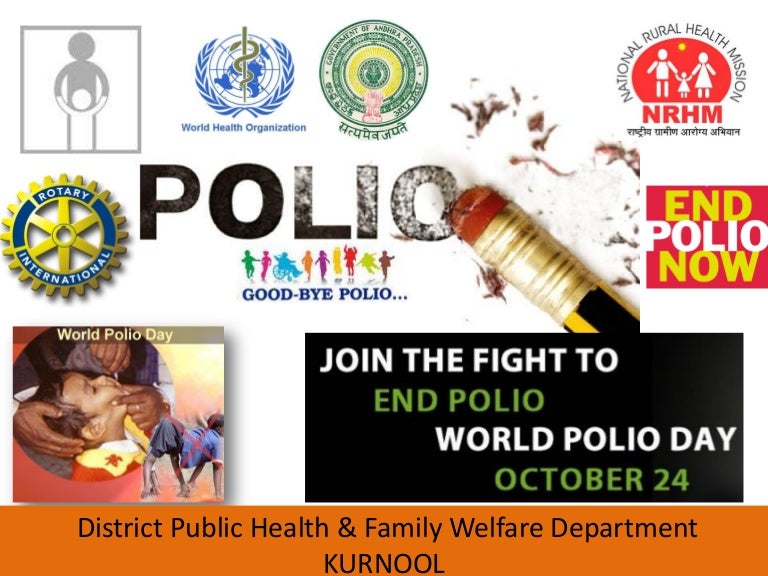 World Health Organization
GOVERNMENT OF ANDHRA PRADESH
सत्यमेव जयते
NATIONAL RURAL HEALTH MISSION
NRHM
राष्ट्रीय ग्रामीण आरोग्य अभियान
ROTARY
INTERNATIONAL
POLIO
GOOD-BYE POLIO...
END
POLIO
NOW
World Polio Day
JOIN THE FIGHT TO
END POLIO
WORLD POLIO DAY
OCTOBER 24
District Public Health & Family Welfare Department
KURNOOL